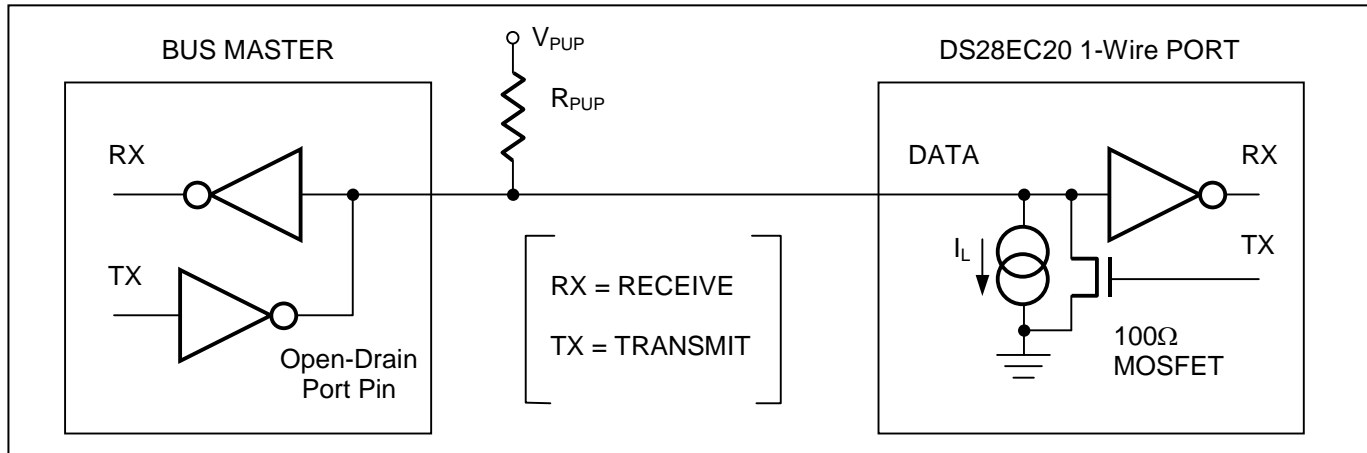 BUS MASTER
V_PUP
DS28EC20 1-Wire PORT
R_PUP
RX
DATA
RX
TX
I_L
TX
RX = RECEIVE
TX = TRANSMIT
Open-Drain
Port Pin
100Ω
MOSFET